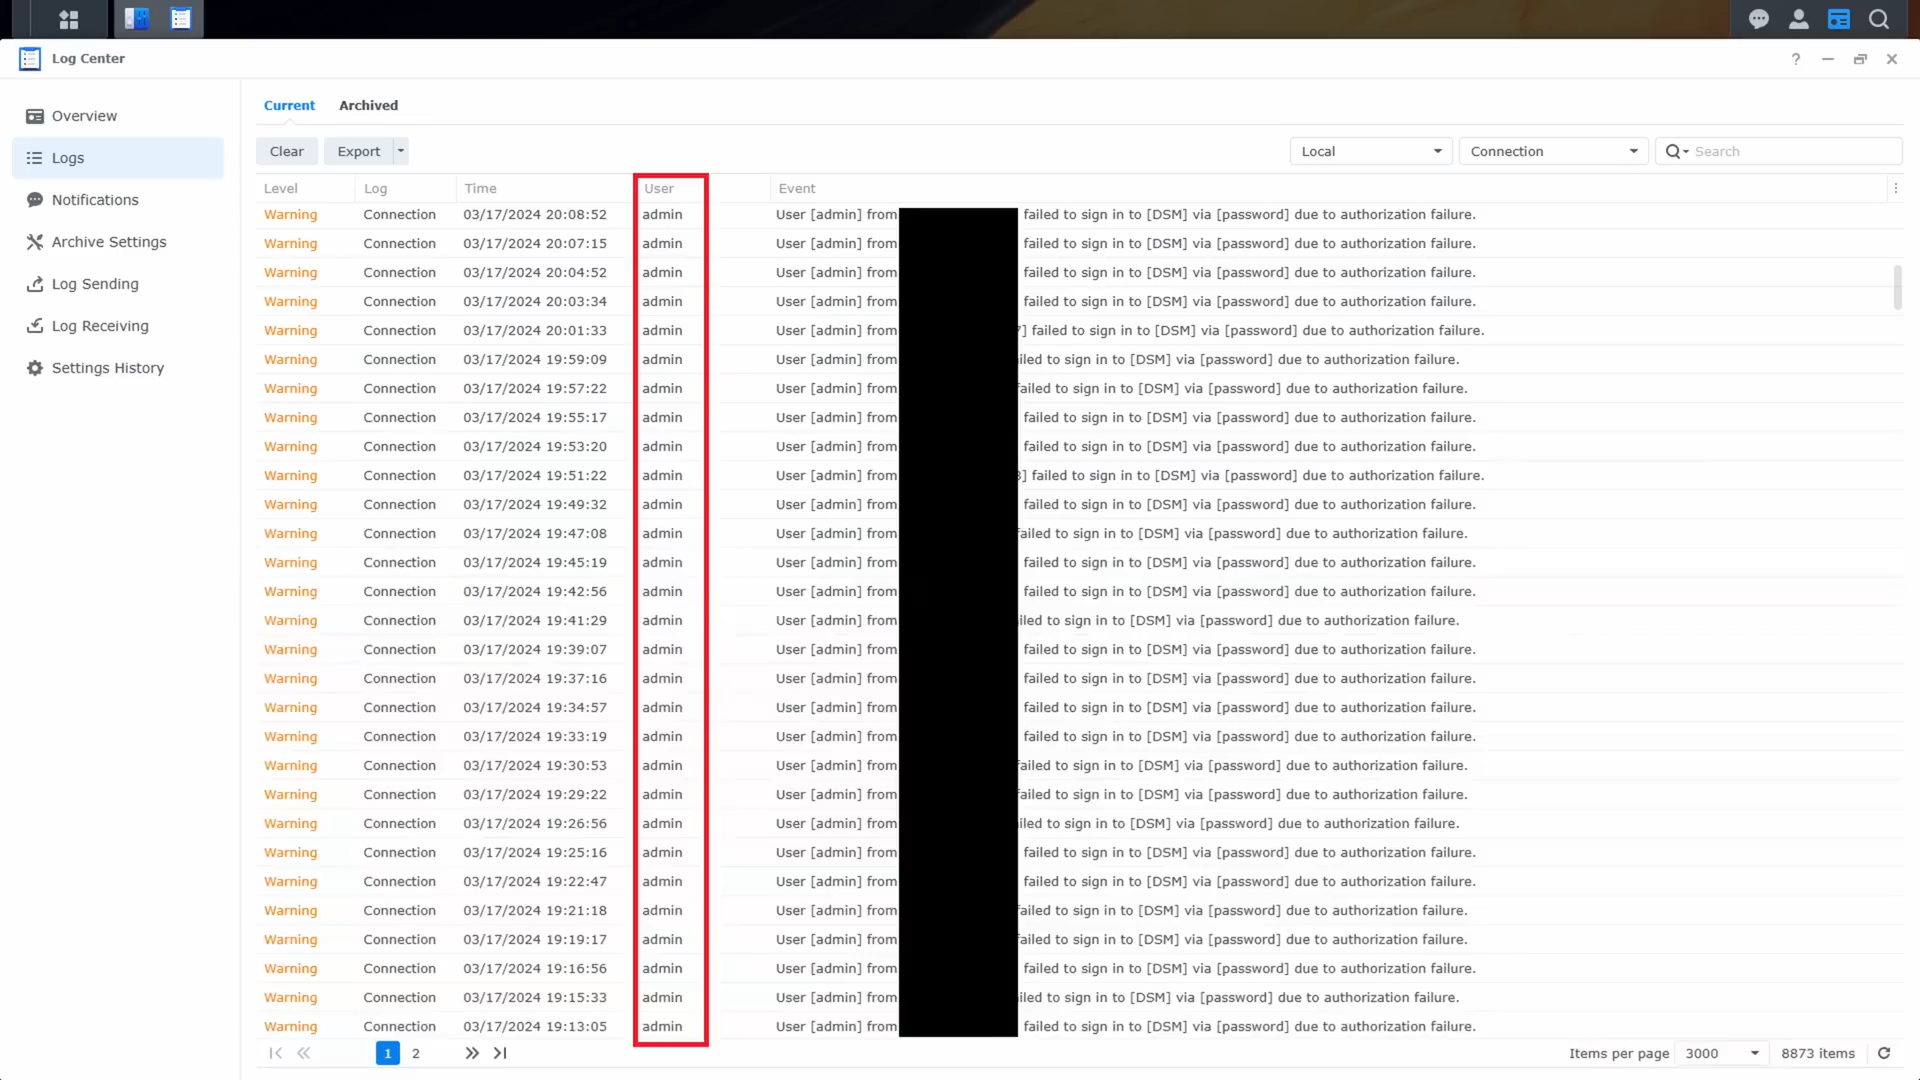 Log Center
Overview
Logs
Notifications
Archive Settings
Log Sending
Log Receiving
Settings History
Current Archived
Clear Export Local Connection Search
Level Log Time User Event
Warning Connection 03/17/2024 20:08:52 admin User [admin] from failed to sign in to [DSM] via [password] due to authorization failure.
Warning Connection 03/17/2024 20:07:15 admin User [admin] from failed to sign in to [DSM] via [password] due to authorization failure.
Warning Connection 03/17/2024 20:04:52 admin User [admin] from failed to sign in to [DSM] via [password] due to authorization failure.
Warning Connection 03/17/2024 20:03:34 admin User [admin] from failed to sign in to [DSM] via [password] due to authorization failure.
Warning Connection 03/17/2024 20:01:33 admin User [admin] from ] failed to sign in to [DSM] via [password] due to authorization failure.
Warning Connection 03/17/2024 19:59:09 admin User [admin] from iled to sign in to [DSM] via [password] due to authorization failure.
Warning Connection 03/17/2024 19:57:22 admin User [admin] from failed to sign in to [DSM] via [password] due to authorization failure.
Warning Connection 03/17/2024 19:55:17 admin User [admin] from failed to sign in to [DSM] via [password] due to authorization failure.
Warning Connection 03/17/2024 19:53:20 admin User [admin] from failed to sign in to [DSM] via [password] due to authorization failure.
Warning Connection 03/17/2024 19:51:22 admin User [admin] from ] failed to sign in to [DSM] via [password] due to authorization failure.
Warning Connection 03/17/2024 19:49:32 admin User [admin] from failed to sign in to [DSM] via [password] due to authorization failure.
Warning Connection 03/17/2024 19:47:08 admin User [admin] from failed to sign in to [DSM] via [password] due to authorization failure.
Warning Connection 03/17/2024 19:45:19 admin User [admin] from failed to sign in to [DSM] via [password] due to authorization failure.
Warning Connection 03/17/2024 19:42:56 admin User [admin] from failed to sign in to [DSM] via [password] due to authorization failure.
Warning Connection 03/17/2024 19:41:29 admin User [admin] from iled to sign in to [DSM] via [password] due to authorization failure.
Warning Connection 03/17/2024 19:39:07 admin User [admin] from failed to sign in to [DSM] via [password] due to authorization failure.
Warning Connection 03/17/2024 19:37:16 admin User [admin] from failed to sign in to [DSM] via [password] due to authorization failure.
Warning Connection 03/17/2024 19:34:57 admin User [admin] from failed to sign in to [DSM] via [password] due to authorization failure.
Warning Connection 03/17/2024 19:33:19 admin User [admin] from failed to sign in to [DSM] via [password] due to authorization failure.
Warning Connection 03/17/2024 19:30:53 admin User [admin] from failed to sign in to [DSM] via [password] due to authorization failure.
Warning Connection 03/17/2024 19:29:22 admin User [admin] from failed to sign in to [DSM] via [password] due to authorization failure.
Warning Connection 03/17/2024 19:26:56 admin User [admin] from iled to sign in to [DSM] via [password] due to authorization failure.
Warning Connection 03/17/2024 19:25:16 admin User [admin] from failed to sign in to [DSM] via [password] due to authorization failure.
Warning Connection 03/17/2024 19:22:47 admin User [admin] from failed to sign in to [DSM] via [password] due to authorization failure.
Warning Connection 03/17/2024 19:21:18 admin User [admin] from failed to sign in to [DSM] via [password] due to authorization failure.
Warning Connection 03/17/2024 19:19:17 admin User [admin] from failed to sign in to [DSM] via [password] due to authorization failure.
Warning Connection 03/17/2024 19:16:56 admin User [admin] from failed to sign in to [DSM] via [password] due to authorization failure.
Warning Connection 03/17/2024 19:15:33 admin User [admin] from iled to sign in to [DSM] via [password] due to authorization failure.
Warning Connection 03/17/2024 19:13:05 admin User [admin] from failed to sign in to [DSM] via [password] due to authorization failure.
1 2 Items per page 3000 8873 items